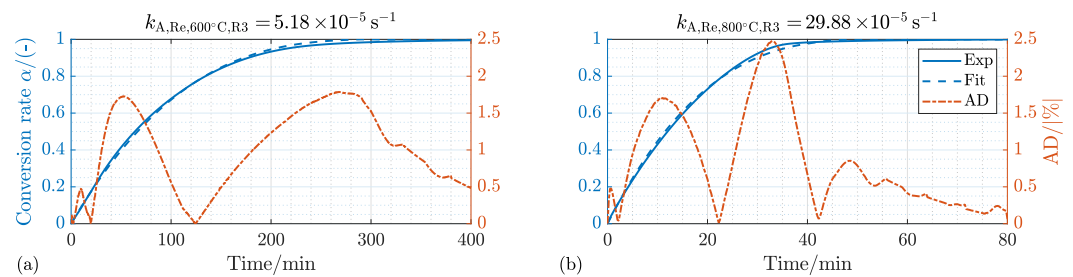 k_A,Re,600°C,R3 = 5.18 × 10⁻⁵ s⁻¹
Conversion rate α/(-)
1
0.8
0.6
0.4
0.2
0
2.5
2
1.5
1
0.5
0
0 100 200 300 400
Time/min
(a)
k_A,Re,800°C,R3 = 29.88 × 10⁻⁵ s⁻¹
1
0.8
0.6
0.4
0.2
0
Exp
Fit
AD
2.5
2
1.5
1
0.5
0
AD/|%|
0 20 40 60 80
Time/min
(b)